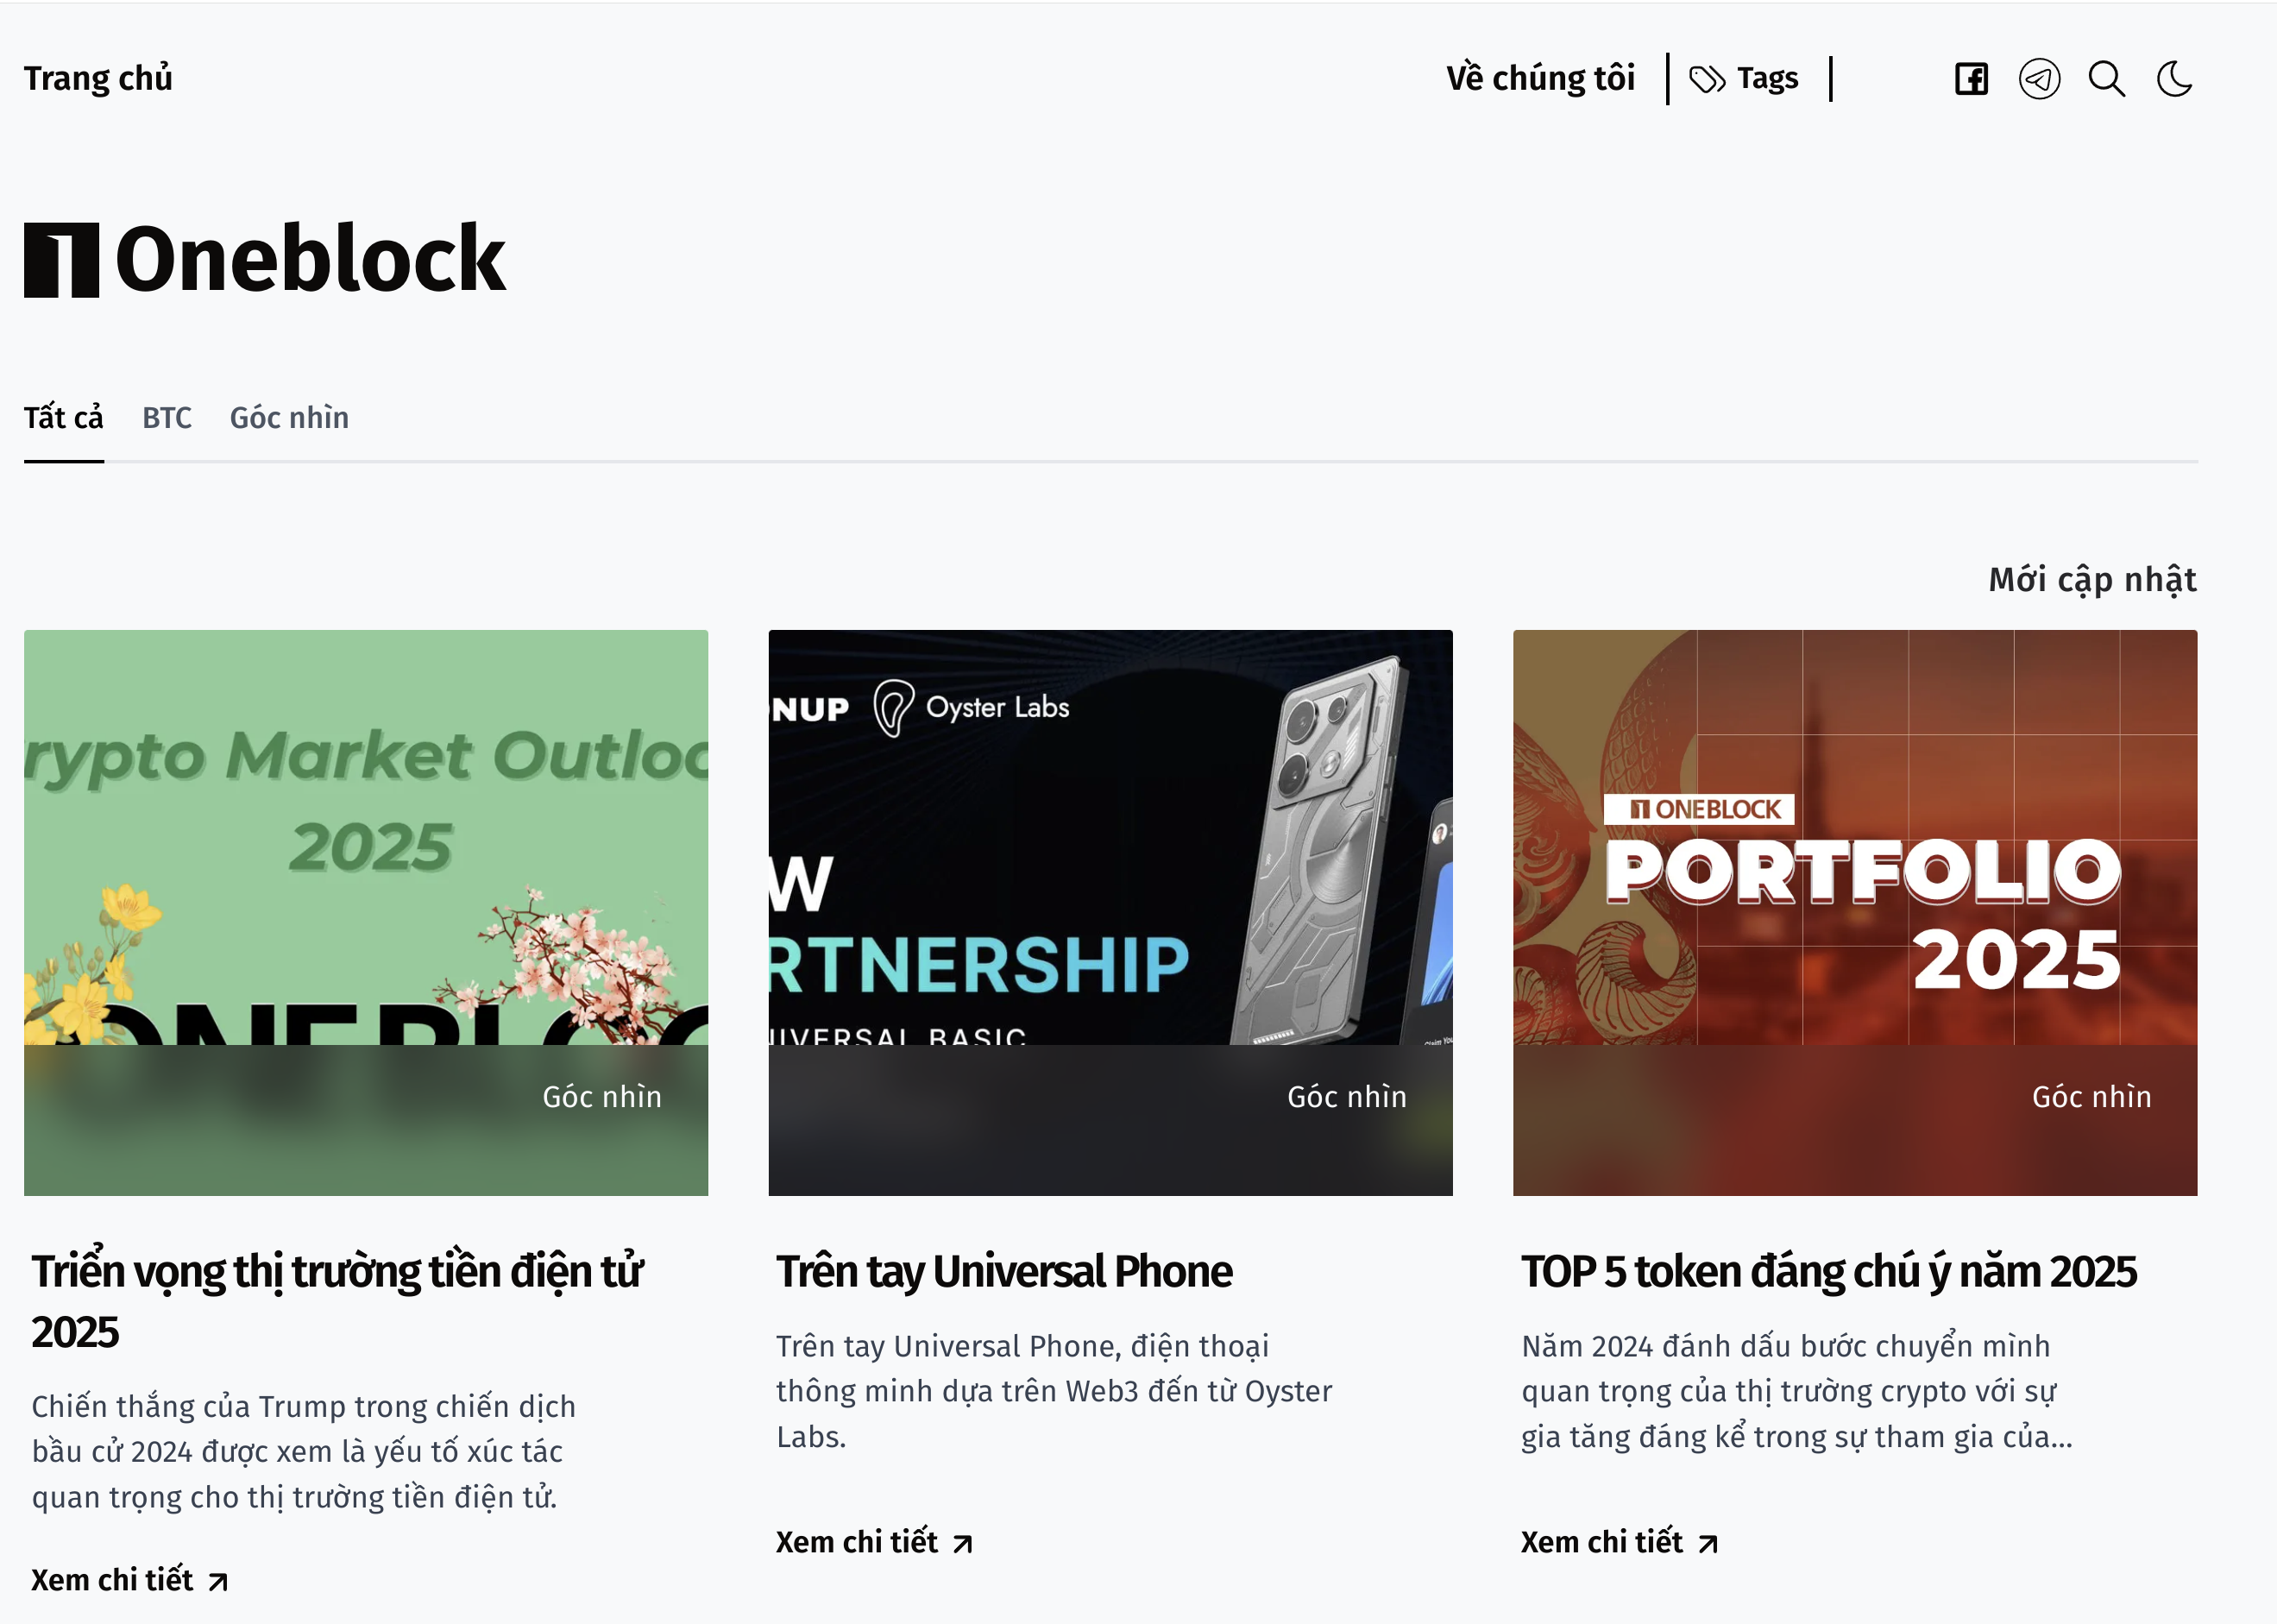 Trang chủ
Về chúng tôi
Tags
Oneblock
Tất cả
BTC
Góc nhìn
Mới cập nhật
rypto Market Outloo
2025
ONEBLOC
Góc nhìn
Triển vọng thị trường tiền điện tử
2025
Chiến thắng của Trump trong chiến dịch
bầu cử 2024 được xem là yếu tố xúc tác
quan trọng cho thị trường tiền điện tử.
Xem chi tiết
NUP
Oyster Labs
W
RTNERSHIP
NIVERSAL BASIC
Góc nhìn
Trên tay Universal Phone
Trên tay Universal Phone, điện thoại
thông minh dựa trên Web3 đến từ Oyster
Labs.
Xem chi tiết
ONEBLOCK
PORTFOLIO
2025
Góc nhìn
TOP 5 token đáng chú ý năm 2025
Năm 2024 đánh dấu bước chuyển mình
quan trọng của thị trường crypto với sự
gia tăng đáng kể trong sự tham gia của...
Xem chi tiết